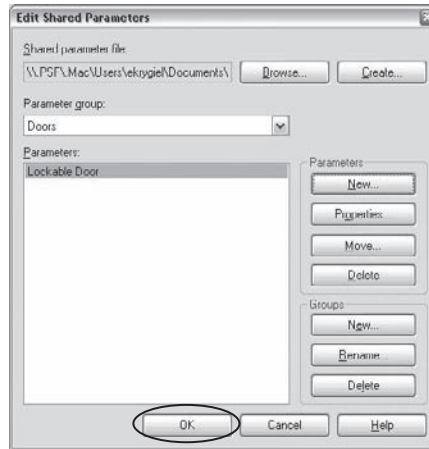 Edit Shared Parameters
Shared parameter file:
\\.PSF\.Mac\Users\ekrygiel\Documents\
Browse...
Create...
Parameter group:
Doors
Parameters:
Lockable Door
Parameters
New...
Properties...
Move...
Delete
Groups
New...
Rename...
Delete
OK
Cancel
Help